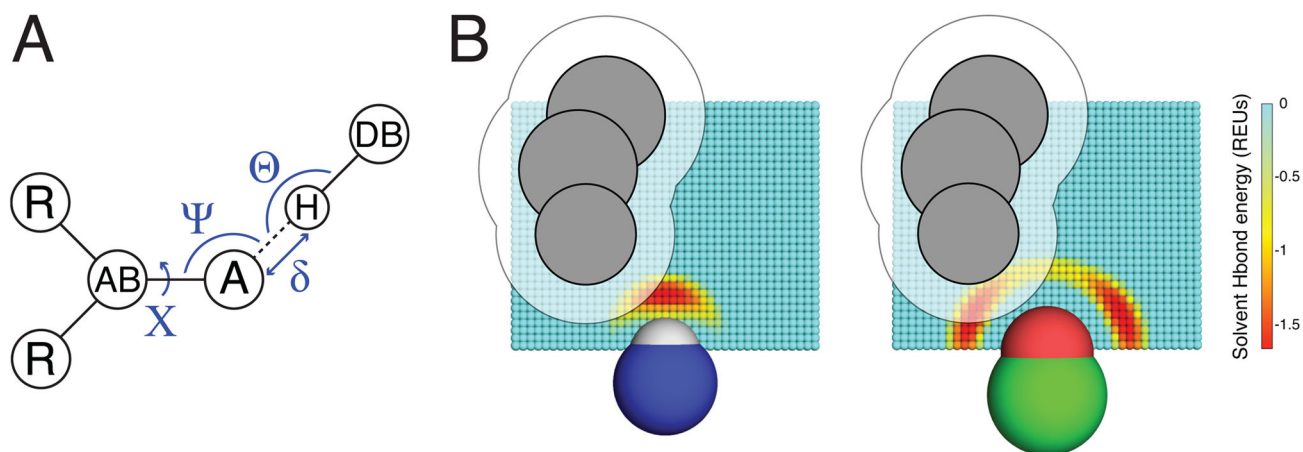 A
B
DB
Θ
H
R
Ψ
AB
A
δ
X
R
0
-0.5
-1
-1.5
Solvent Hbond energy (REUs)